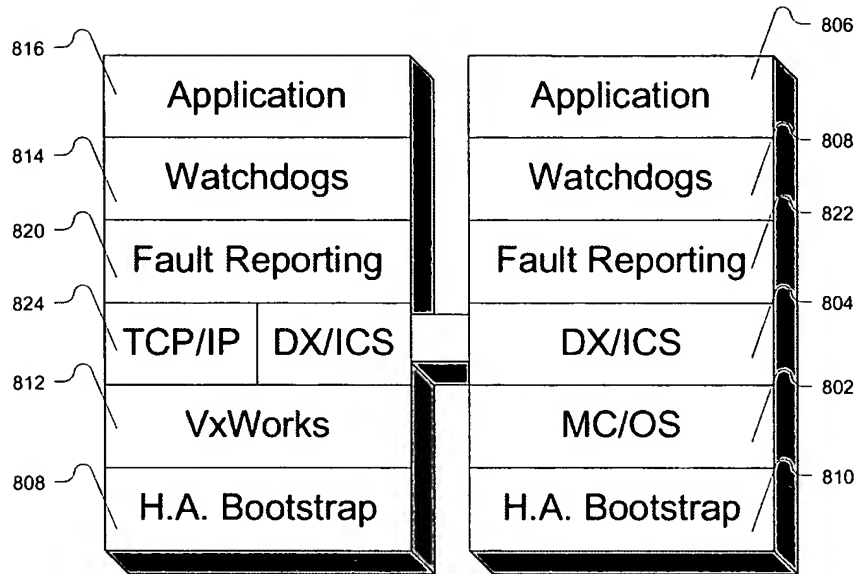 816
806
Application
Application
814
808
Watchdogs
Watchdogs
820
822
Fault Reporting
Fault Reporting
824
804
TCP/IP
DX/ICS
DX/ICS
812
802
VxWorks
MC/OS
808
810
H.A. Bootstrap
H.A. Bootstrap